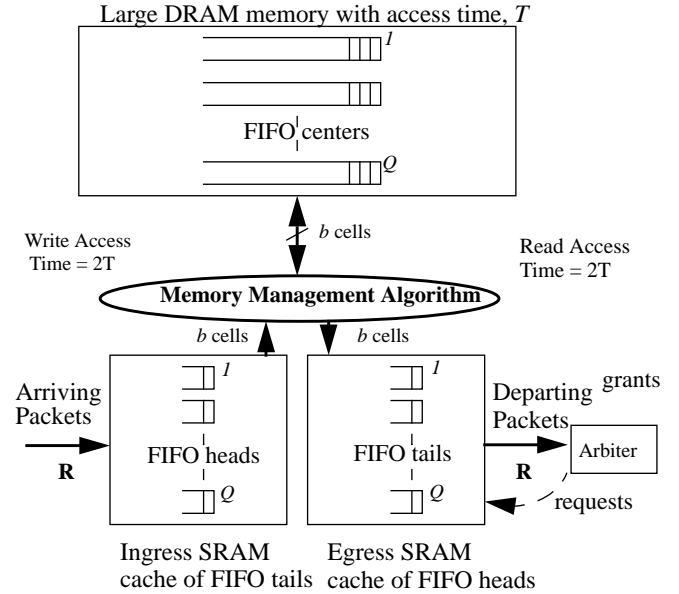 Large DRAM memory with access time, T
1
FIFO centers
Q
b cells
Write Access
Time = 2T
Read Access
Time = 2T
Memory Management Algorithm
b cells
b cells
Arriving
Packets
R
1
FIFO heads
Q
1
FIFO tails
Q
Departing
Packets
R
grants
Arbiter
requests
Ingress SRAM
cache of FIFO tails
Egress SRAM
cache of FIFO heads